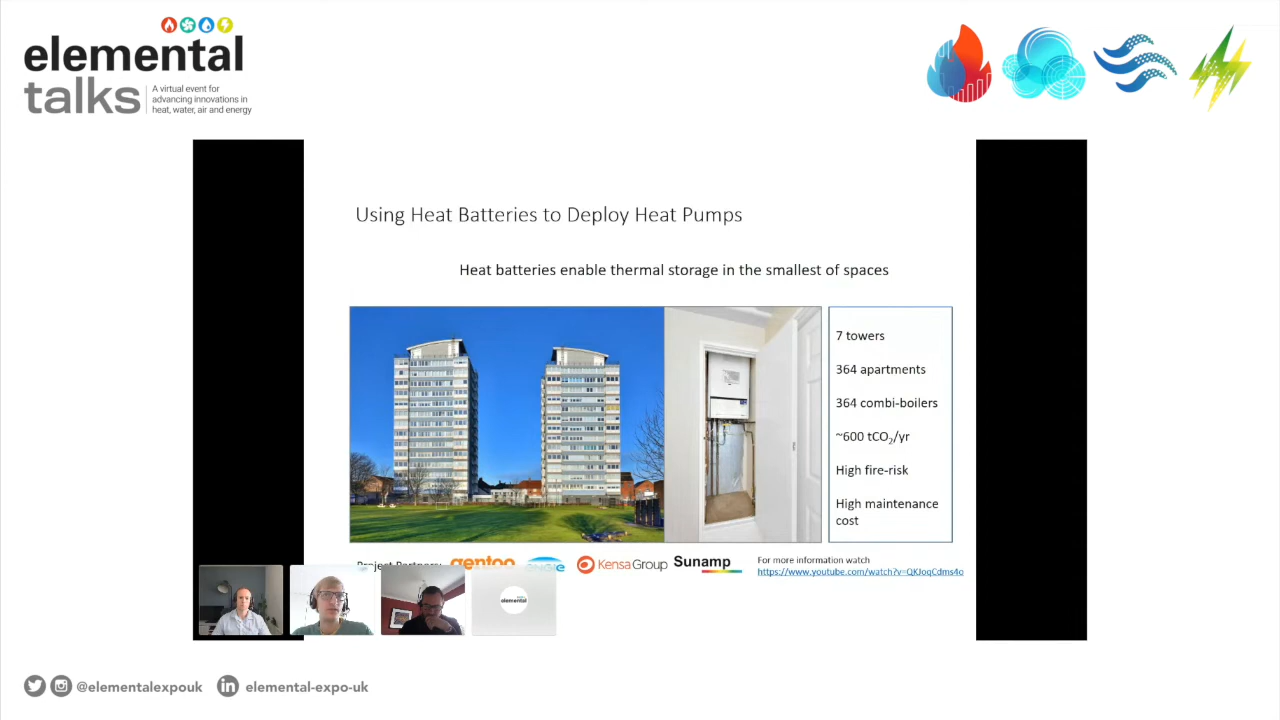 elemental
talks
A virtual event for
advancing innovations in
heat, water, air and energy
Using Heat Batteries to Deploy Heat Pumps
Heat batteries enable thermal storage in the smallest of spaces
7 towers
364 apartments
364 combi-boilers
~600 tCO₂/yr
High fire-risk
High maintenance
cost
Project Partners: gentoo ENGIE KensaGroup Sunamp
For more information watch
https://www.youtube.com/watch?v=QKJoqCdms4o
elemental
@elementalexpouk elemental-expo-uk